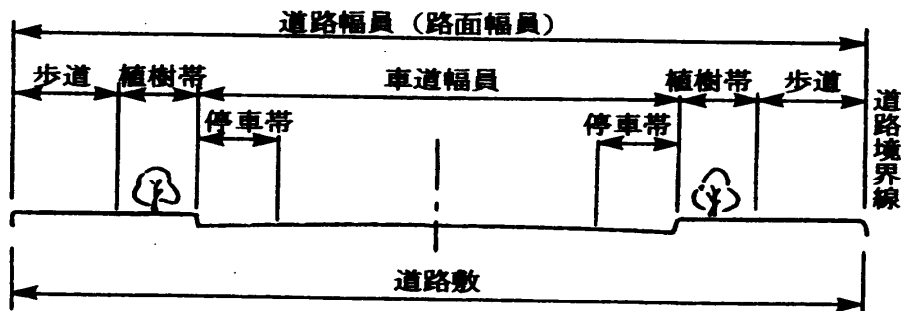 道路幅員（路面幅員）
歩道
植樹帯
車道幅員
植樹帯
歩道
停車帯
停車帯
道路境界線
道路敷